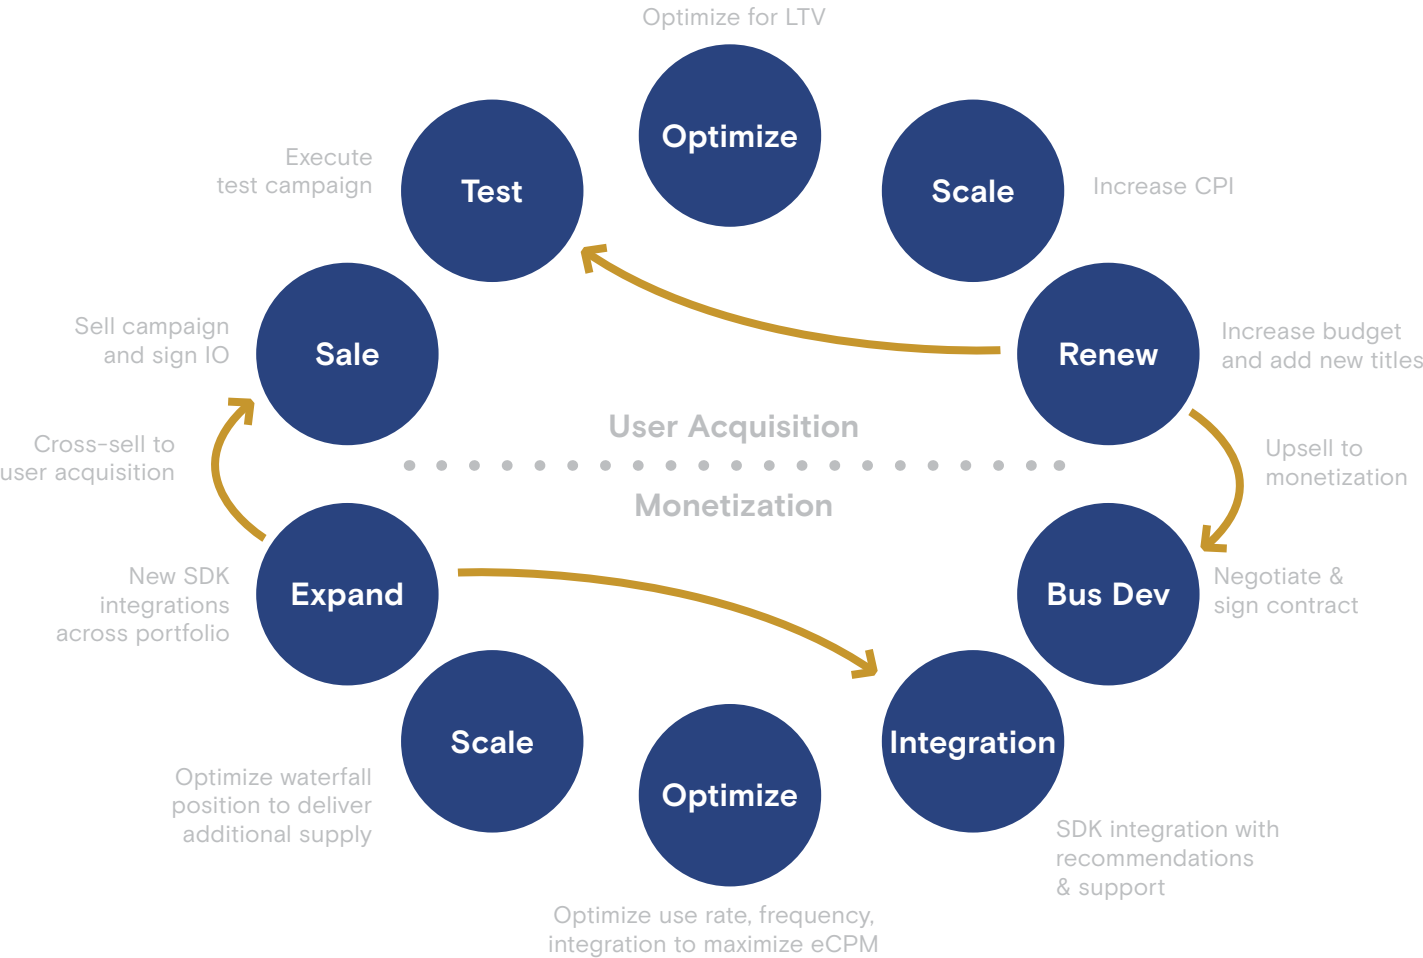 Optimize for LTV
Optimize
Execute
test campaign
Test
Scale
Increase CPI
Sell campaign
and sign IO
Sale
Renew
Increase budget
and add new titles
User Acquisition
Cross-sell to
user acquisition
Upsell to
monetization
Monetization
New SDK
integrations
across portfolio
Expand
Bus Dev
Negotiate &
sign contract
Scale
Integration
Optimize waterfall
position to deliver
additional supply
Optimize
SDK integration with
recommendations
& support
Optimize use rate, frequency,
integration to maximize eCPM